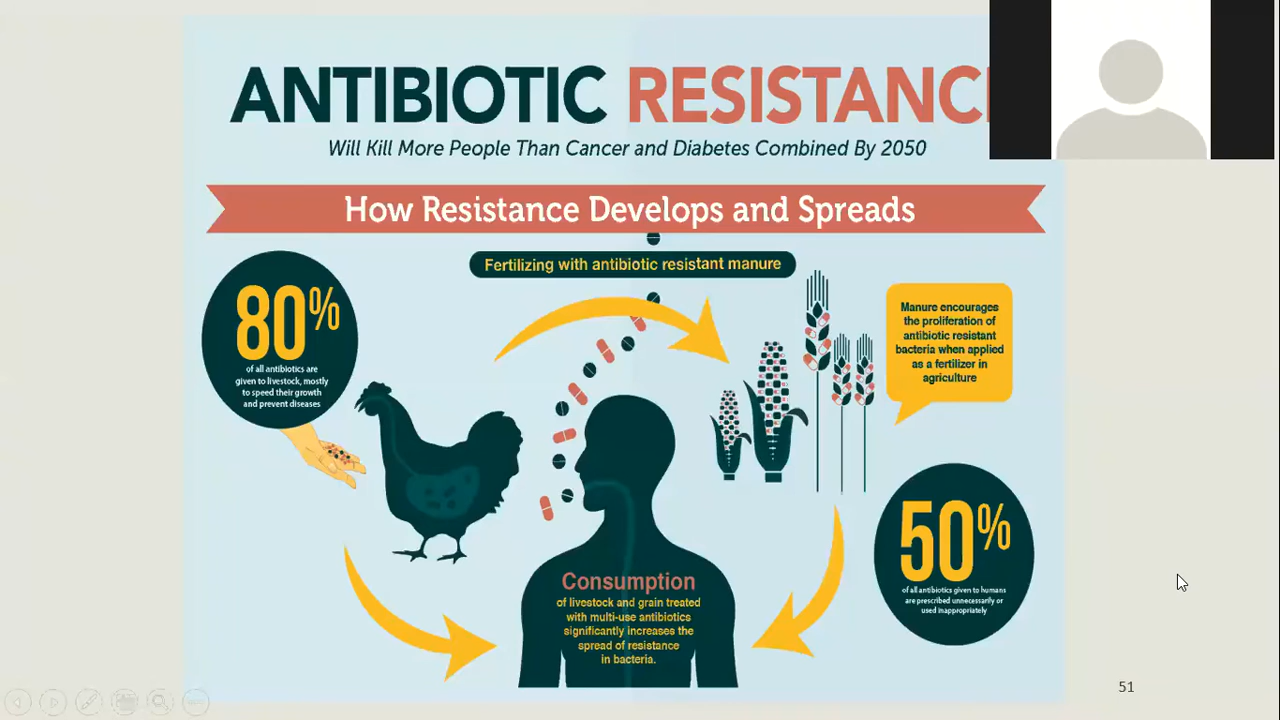 ANTIBIOTIC RESISTANC
Will Kill More People Than Cancer and Diabetes Combined By 2050
How Resistance Develops and Spreads
Fertilizing with antibiotic resistant manure
80%
of all antibiotics are
given to livestock, mostly
to speed their growth
and prevent diseases
Manure encourages
the proliferation of
antibiotic resistant
bacteria when applied
as a fertilizer in
agriculture
50%
of all antibiotics given to humans
are prescribed unnecessarily or
used inappropriately
Consumption
of livestock and grain treated
with multi-use antibiotics
significantly increases the
spread of resistance
in bacteria.
51